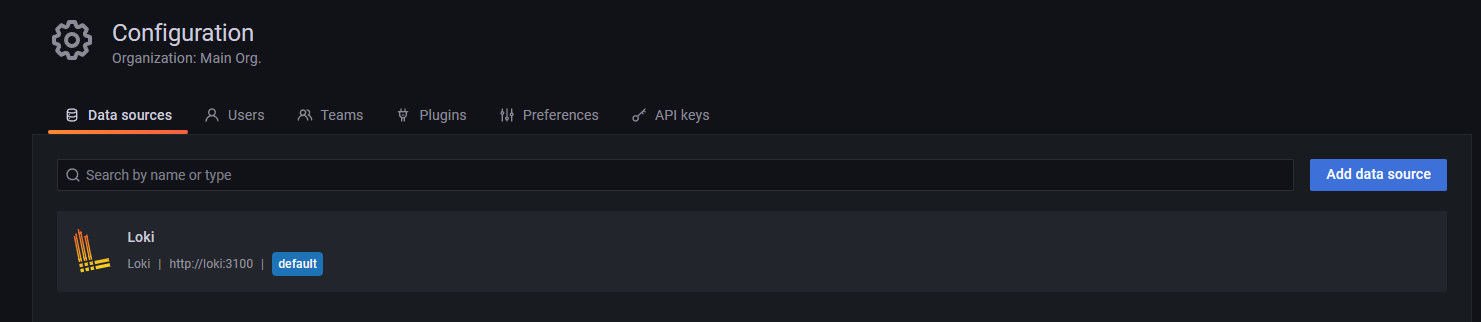 Configuration
Organization: Main Org.
Data sources Users Teams Plugins Preferences API keys
Search by name or type Add data source
Loki
Loki | http://loki:3100 | default